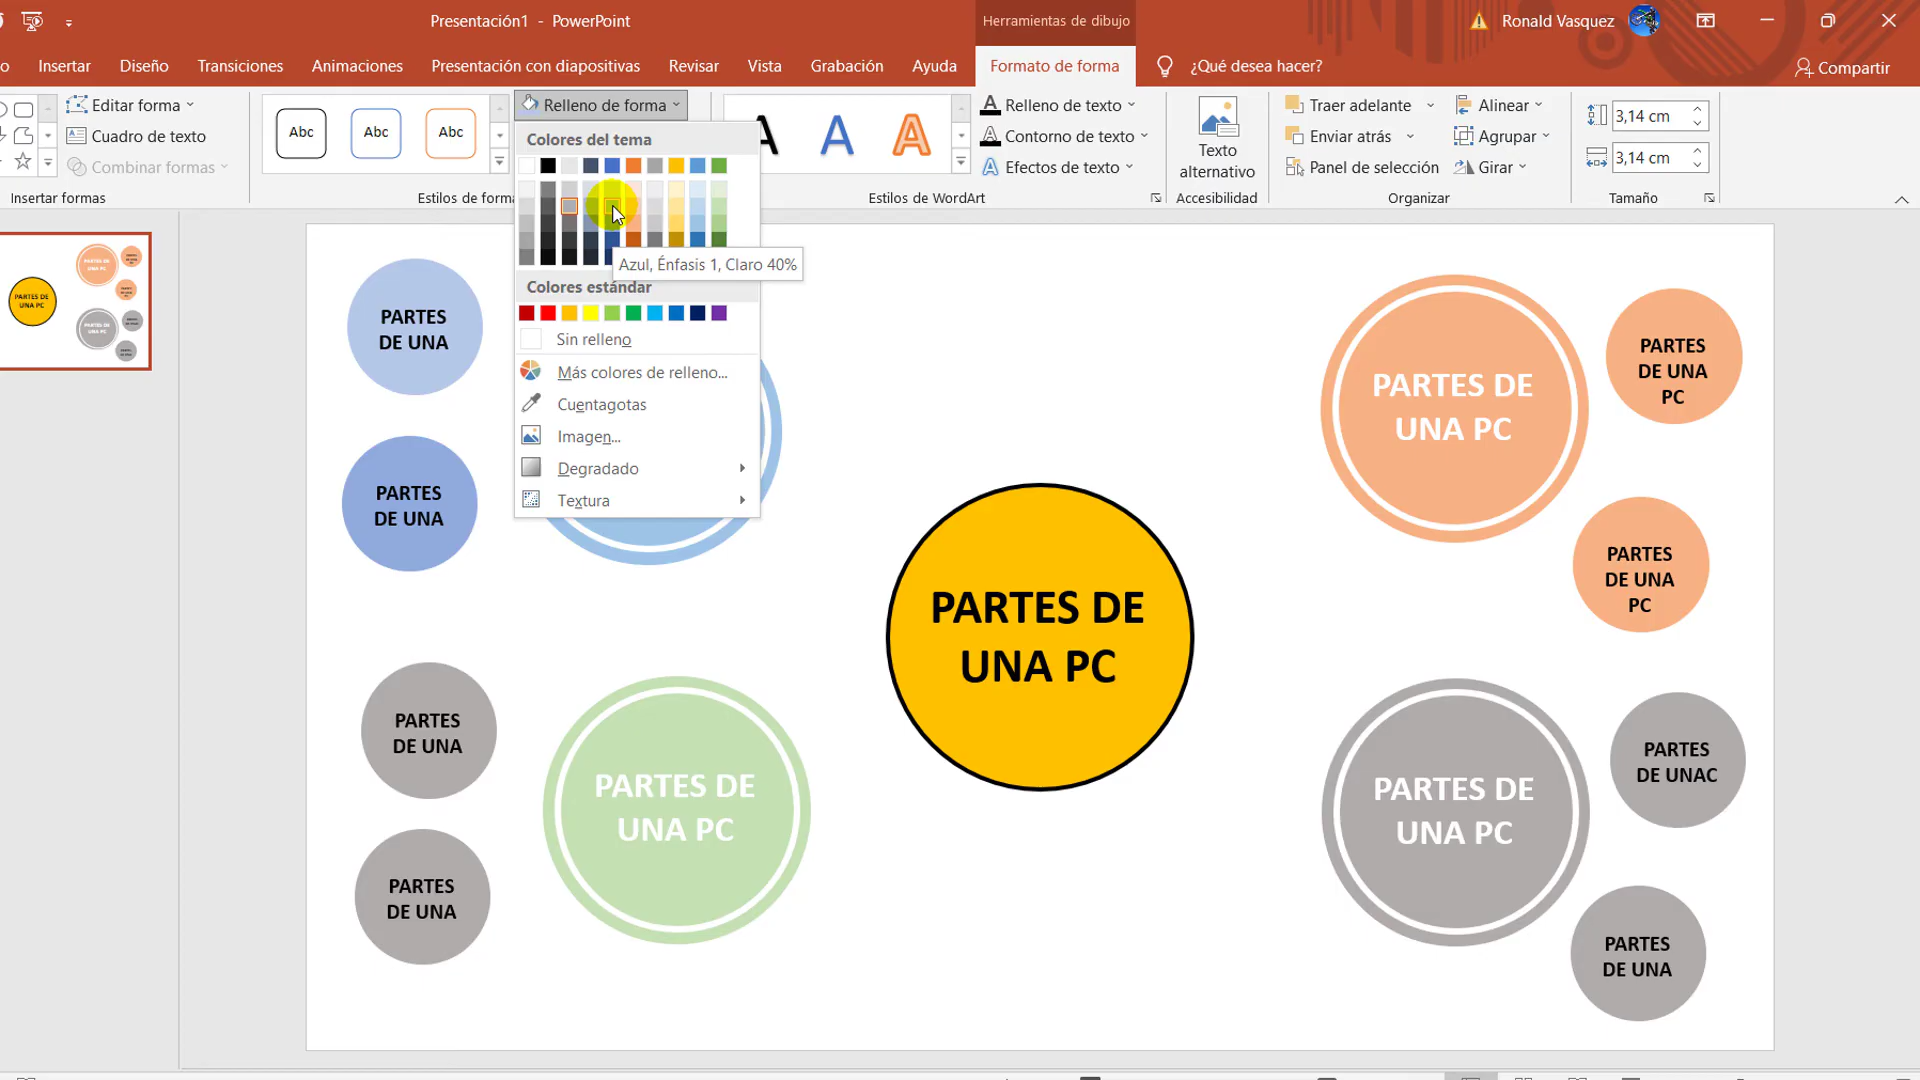 Presentación1 - PowerPoint
Herramientas de dibujo
Ronald Vasquez
Insertar
Diseño
Transiciones
Animaciones
Presentación con diapositivas
Revisar
Vista
Grabación
Ayuda
Formato de forma
¿Qué desea hacer?
Compartir
Editar forma
Cuadro de texto
Combinar formas
Insertar formas
Abc
Abc
Abc
Relleno de forma
Relleno de texto
Contorno de texto
Efectos de texto
Estilos de WordArt
Texto
alternativo
Accesibilidad
Traer adelante
Enviar atrás
Panel de selección
Alinear
Agrupar
Girar
Organizar
3,14 cm
3,14 cm
Tamaño
Colores del tema
Azul, Énfasis 1, Claro 40%
Colores estándar
Sin relleno
Más colores de relleno...
Cuentagotas
Imagen...
Degradado
Textura
PARTES DE
UNA PC
PARTES
DE UNA
PARTES
DE UNA
PARTES
DE UNA
PARTES
DE UNA
PARTES DE
UNA PC
PARTES DE
UNA PC
PARTES DE
UNA PC
PARTES
DE UNA
PC
PARTES
DE UNA
PC
PARTES DE
UNA PC
PARTES
DE UNAC
PARTES
DE UNA